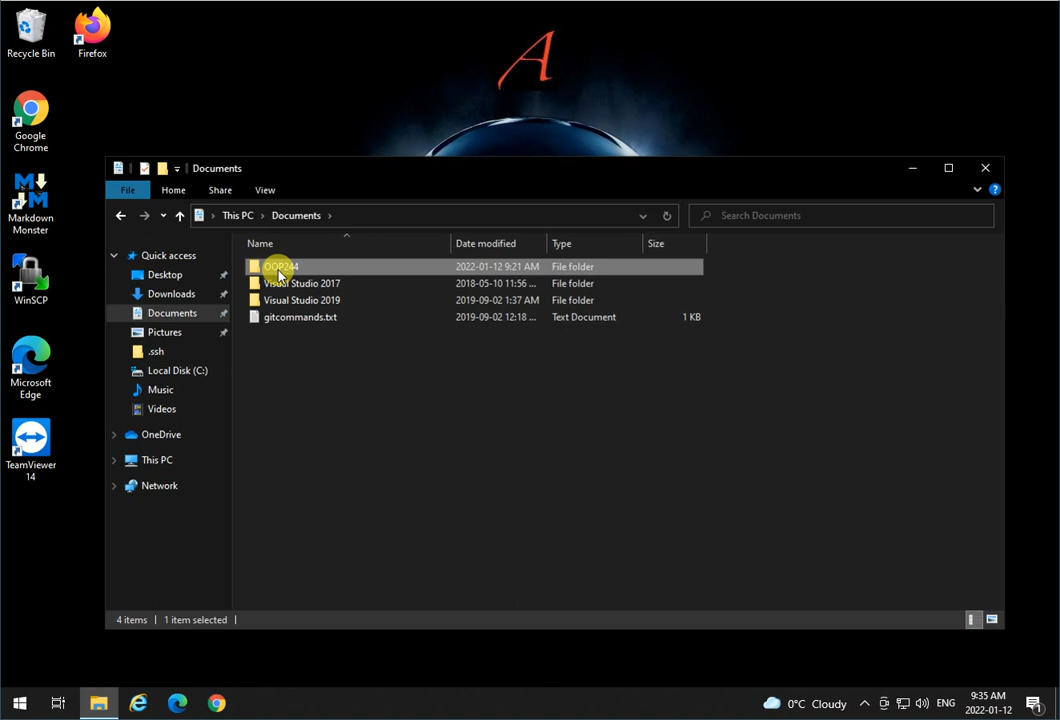 A
Recycle Bin
Firefox
Google
Chrome
Markdown
Monster
WinSCP
Microsoft
Edge
TeamViewer
14
Documents
File
Home
Share
View
This PC
Documents
Search Documents
Name
Date modified
Type
Size
OOP244
2022-01-12 9:21 AM
File folder
Visual Studio 2017
2018-05-10 11:56 ...
File folder
Visual Studio 2019
2019-09-02 1:37 AM
File folder
gitcommands.txt
2019-09-02 12:18 ...
Text Document
1 KB
Quick access
Desktop
Downloads
Documents
Pictures
.ssh
Local Disk (C:)
Music
Videos
OneDrive
This PC
Network
4 items
1 item selected
0°C Cloudy
ENG
9:35 AM
2022-01-12
1